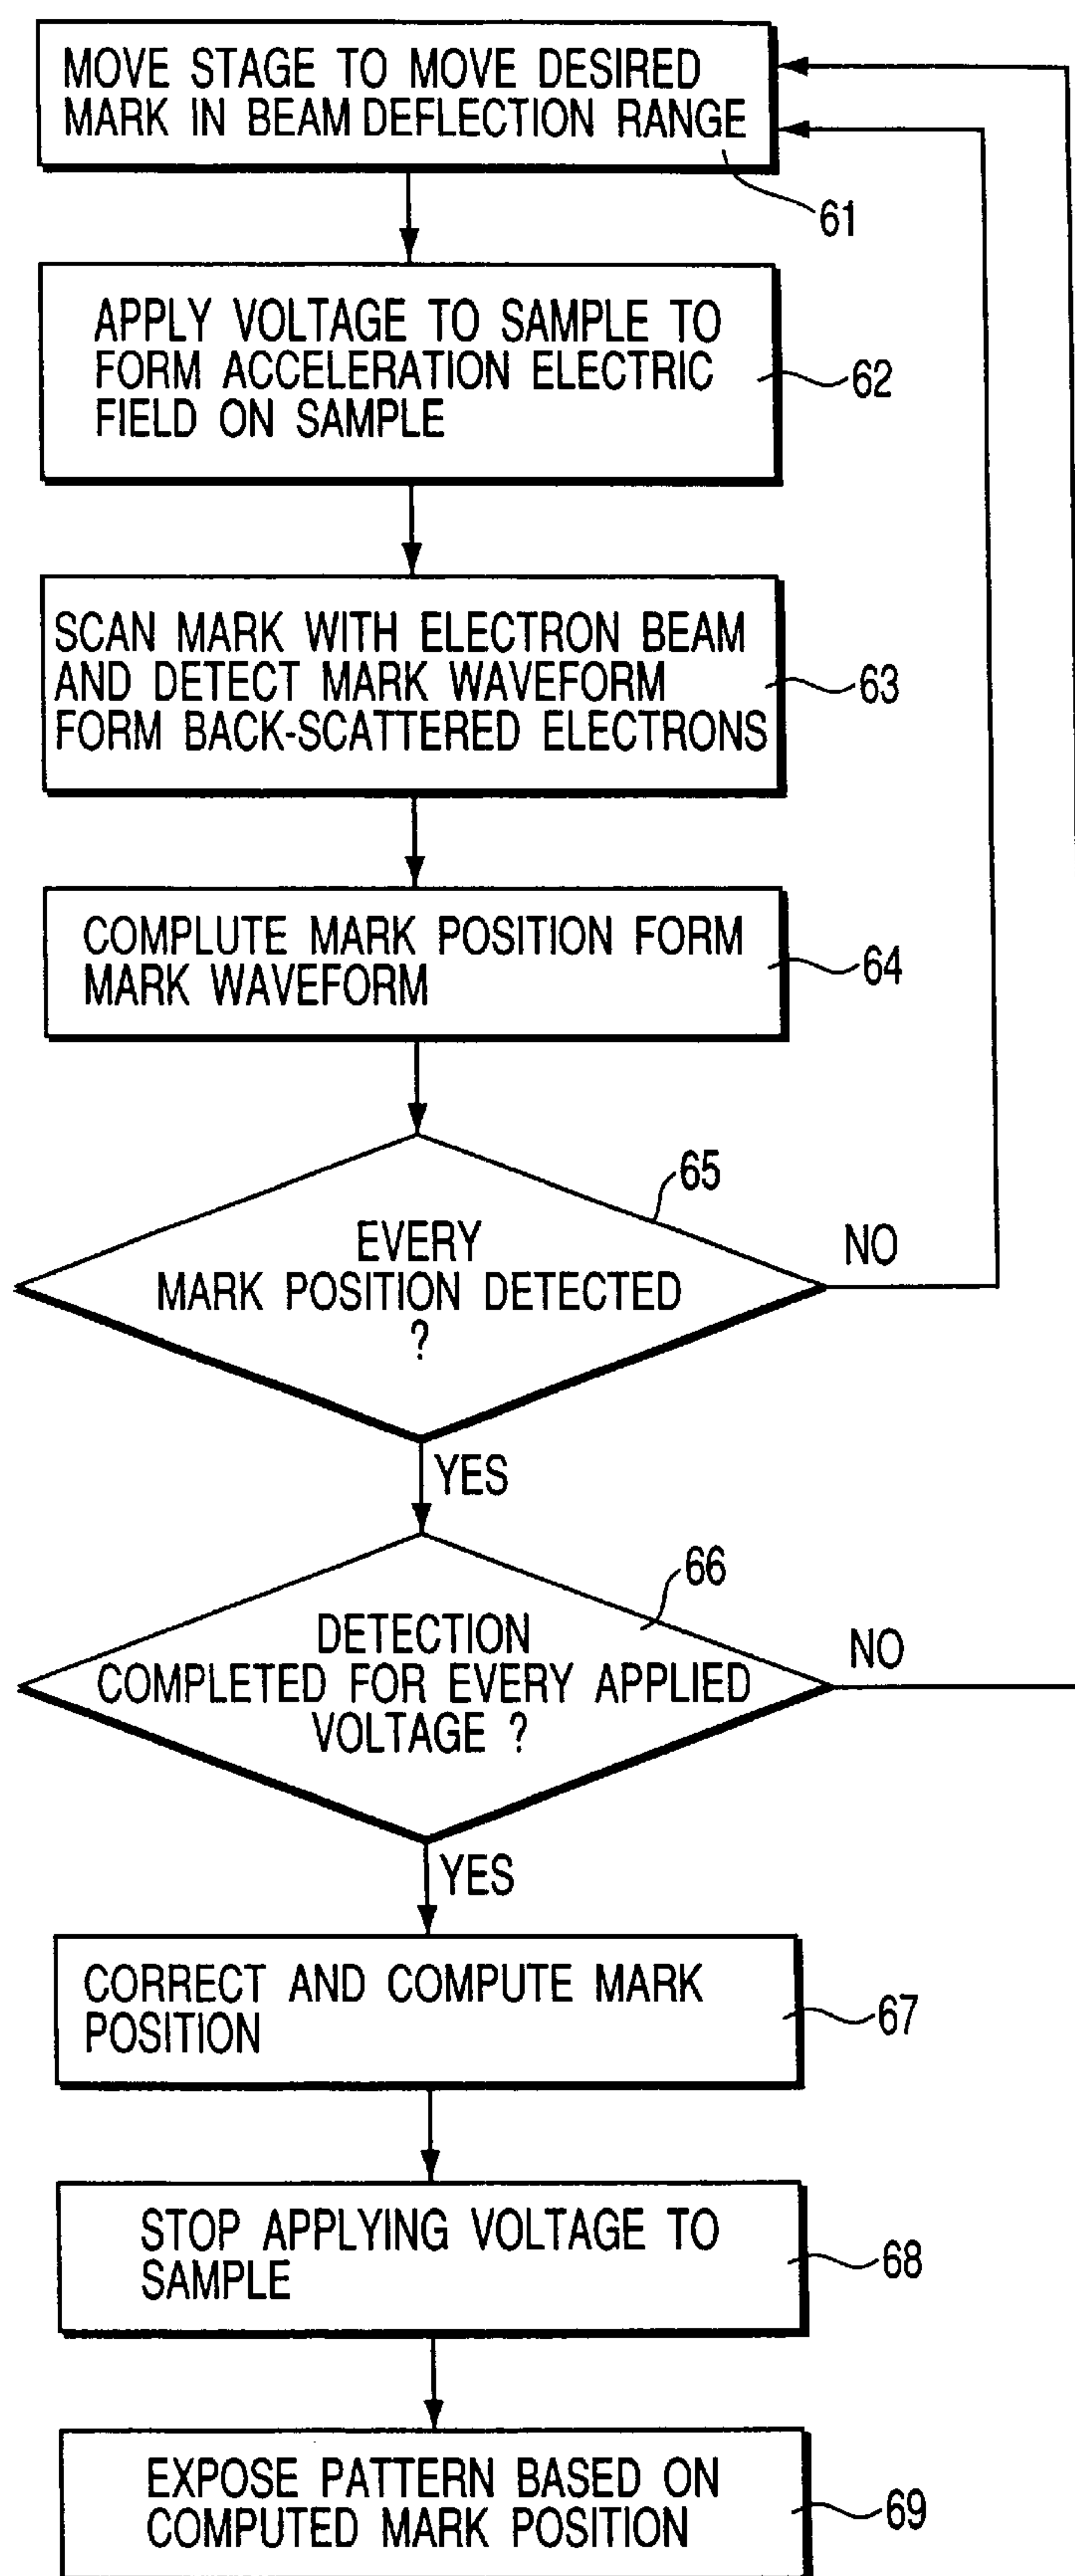 MOVE STAGE TO MOVE DESIRED
MARK IN BEAM DEFLECTION RANGE
61
APPLY VOLTAGE TO SAMPLE TO
FORM ACCELERATION ELECTRIC
FIELD ON SAMPLE
62
SCAN MARK WITH ELECTRON BEAM
AND DETECT MARK WAVEFORM
FORM BACK-SCATTERED ELECTRONS
63
COMPLUTE MARK POSITION FORM
MARK WAVEFORM
64
65
EVERY
MARK POSITION DETECTED
?
NO
YES
66
DETECTION
COMPLETED FOR EVERY APPLIED
VOLTAGE ?
NO
YES
CORRECT AND COMPUTE MARK
POSITION
67
STOP APPLYING VOLTAGE TO
SAMPLE
68
EXPOSE PATTERN BASED ON
COMPUTED MARK POSITION
69